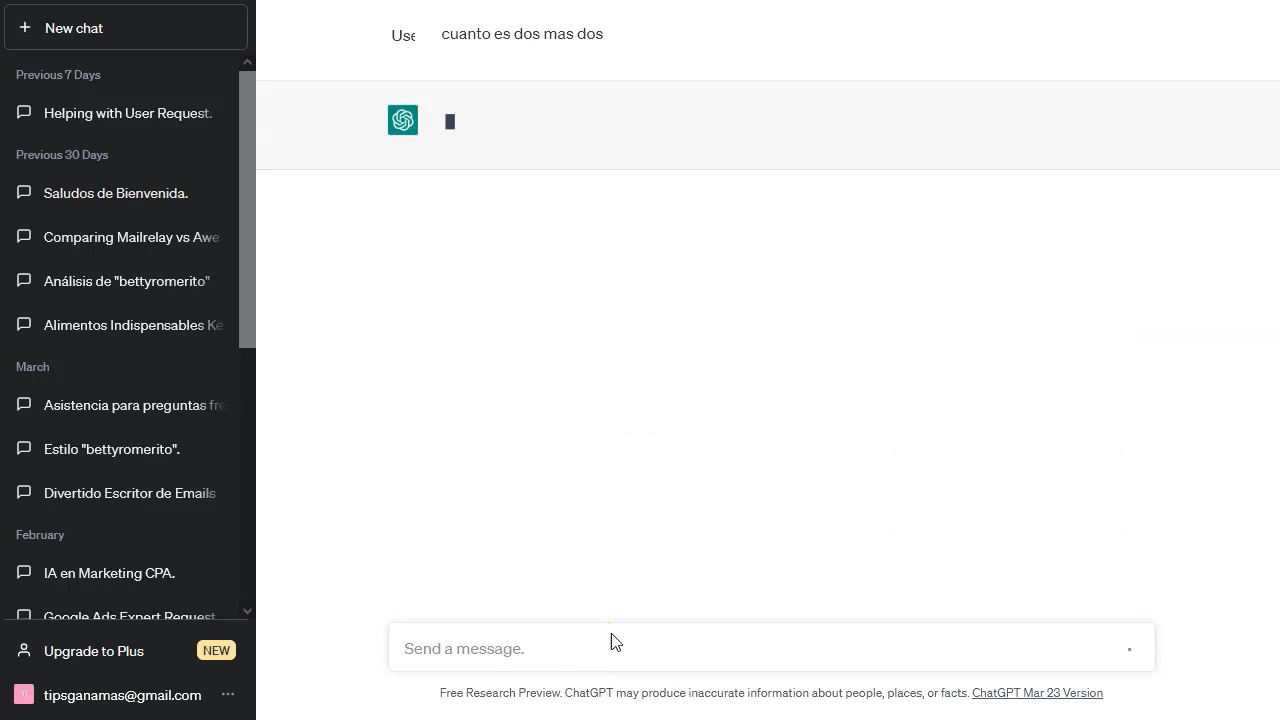 New chat
Previous 7 Days
Helping with User Request.
Previous 30 Days
Saludos de Bienvenida.
Comparing Mailrelay vs Awe
Análisis de "bettyromerito"
Alimentos Indispensables Ke
March
Asistencia para preguntas fre
Estilo "bettyromerito".
Divertido Escritor de Emails
February
IA en Marketing CPA.
Google Ads Expert Request
Upgrade to Plus NEW
tipsganamas@gmail.com
Use cuanto es dos mas dos
Send a message.
Free Research Preview. ChatGPT may produce inaccurate information about people, places, or facts. ChatGPT Mar 23 Version